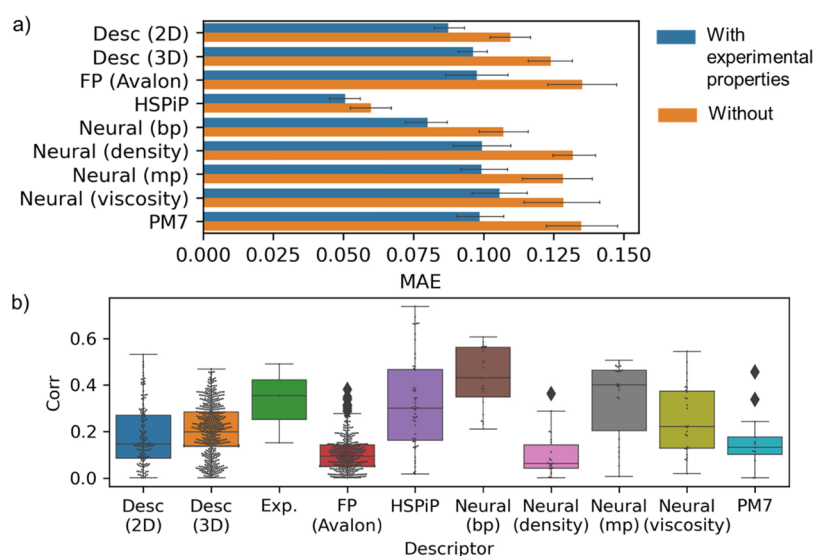 a)
Desc (2D)
Desc (3D)
FP (Avalon)
HSPiP
Neural (bp)
Neural (density)
Neural (mp)
Neural (viscosity)
PM7
0.000 0.025 0.050 0.075 0.100 0.125 0.150
MAE
With
experimental
properties
Without
b)
Corr
0.6
0.4
0.2
0.0
Desc Desc Exp. FP HSPiP Neural Neural Neural Neural PM7
(2D) (3D) (Avalon) (bp) (density) (mp) (viscosity)
Descriptor